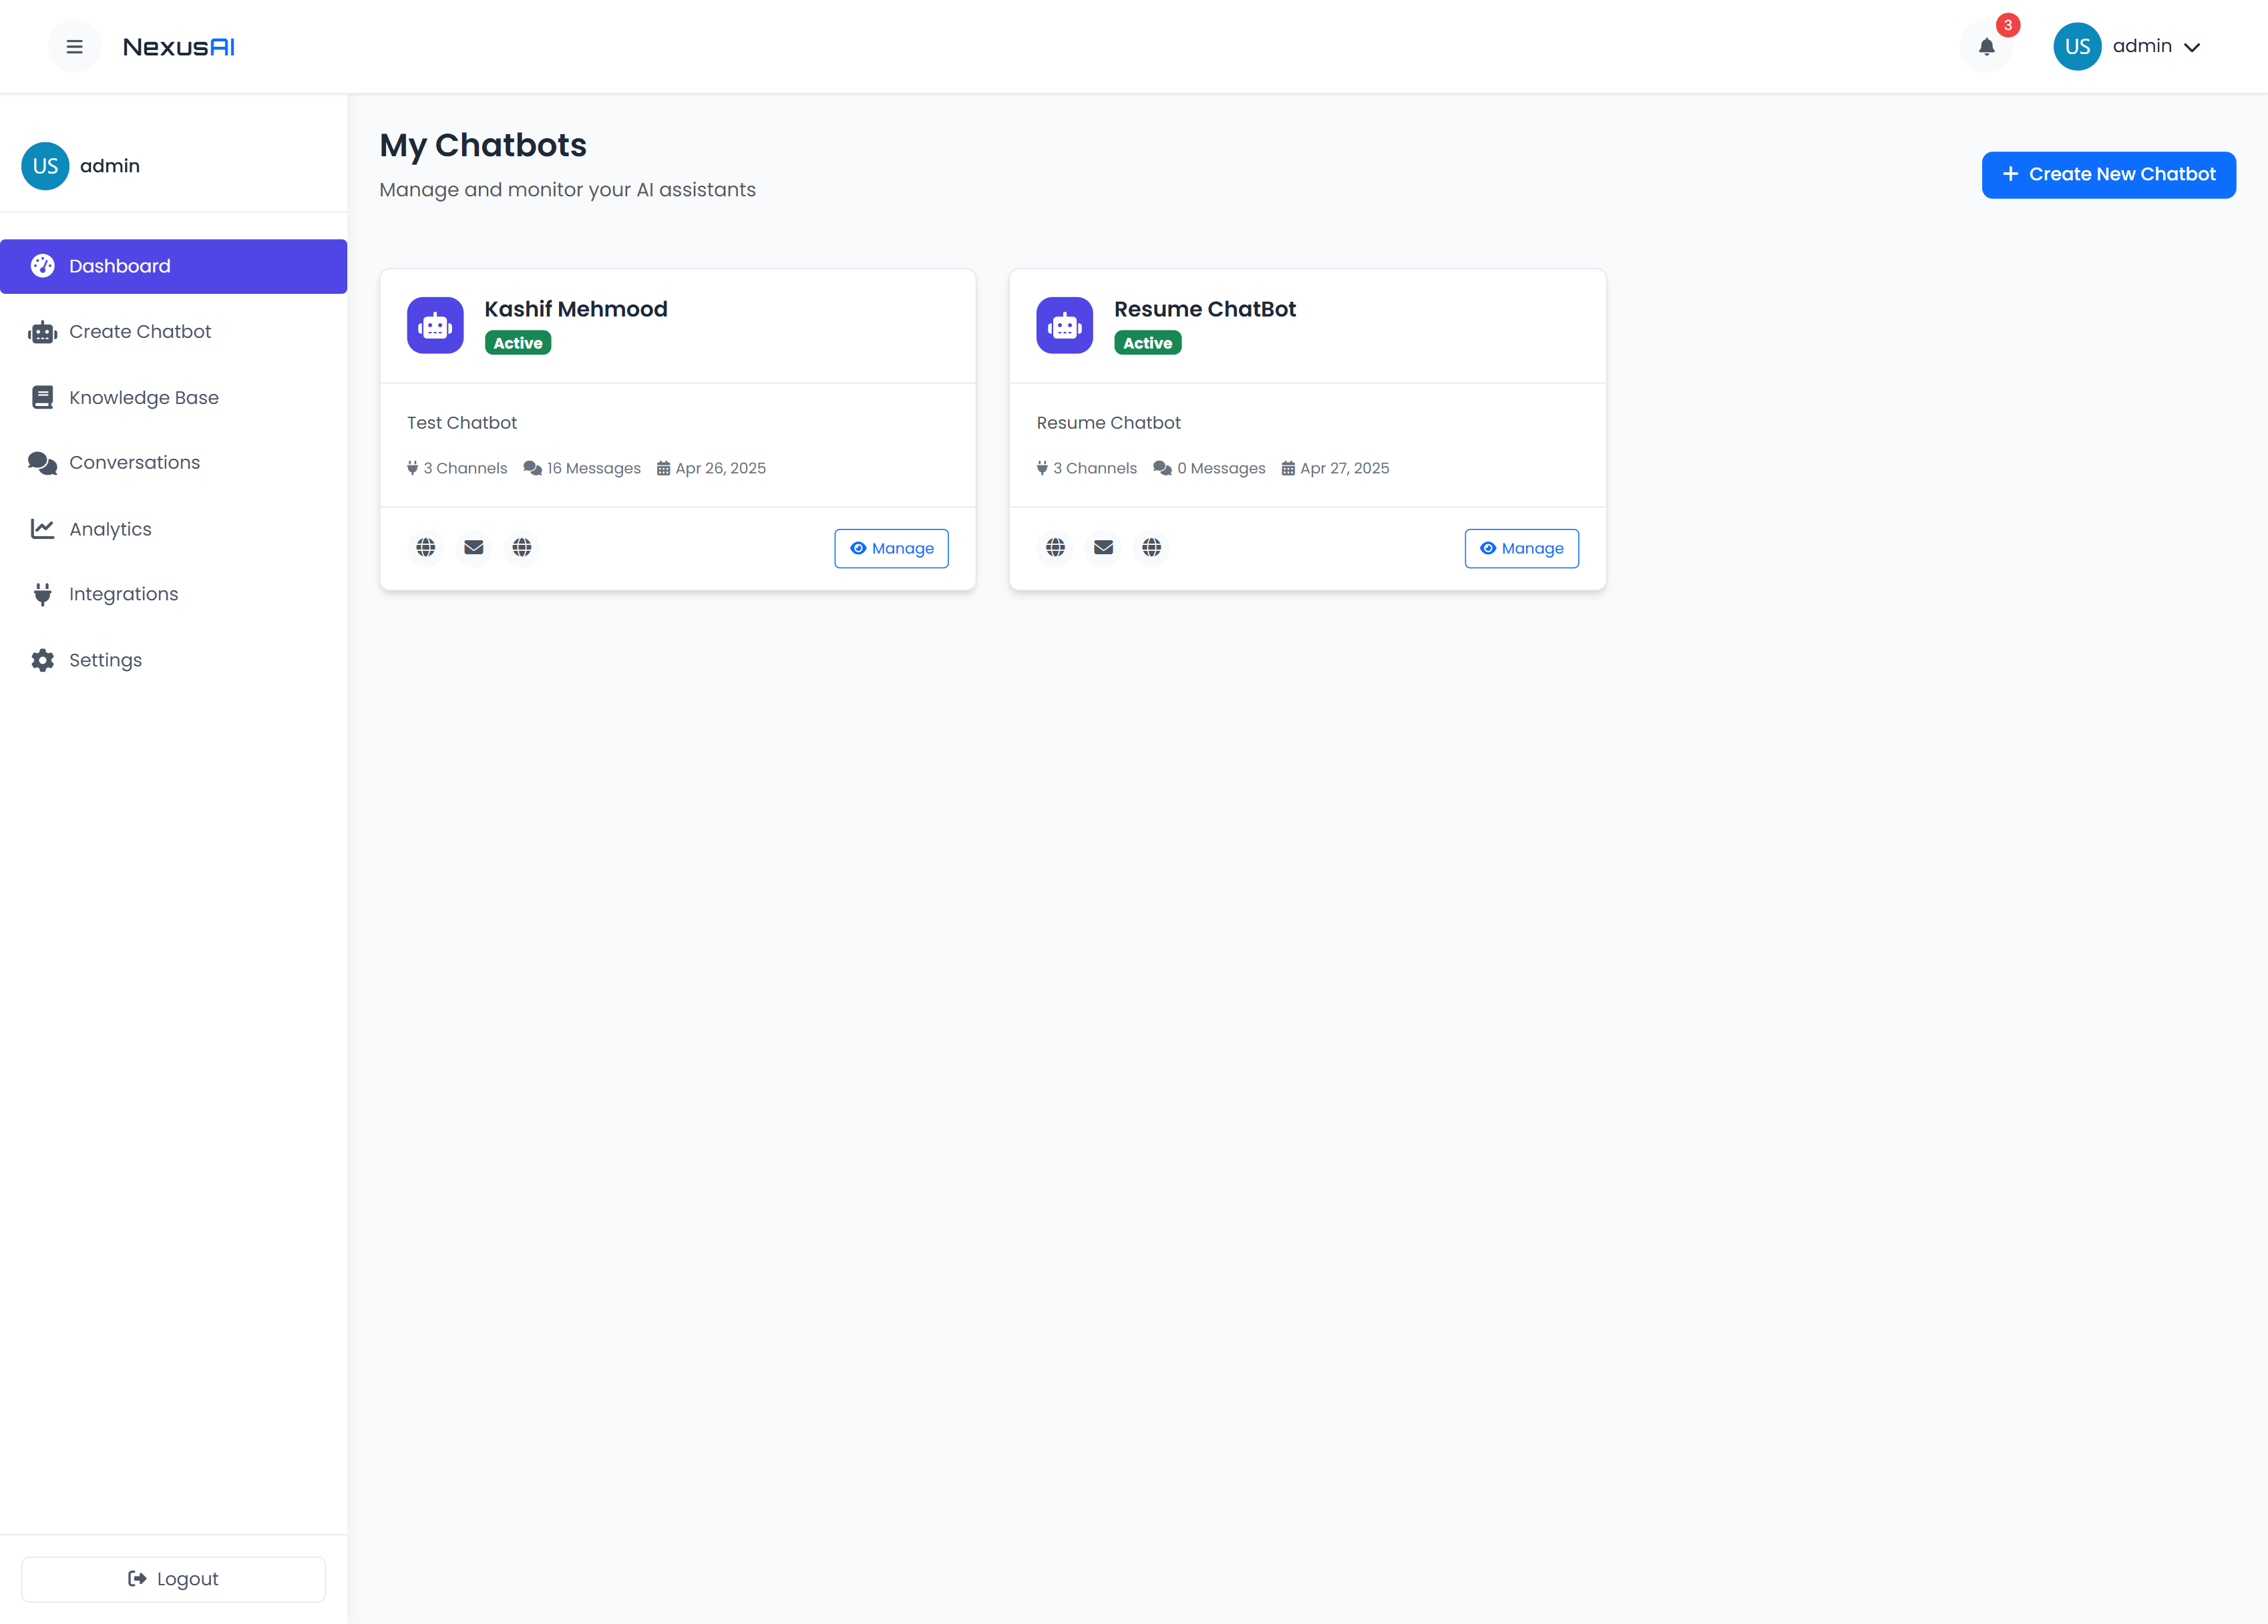 NexusAI
3
US
admin
US
admin
Dashboard
Create Chatbot
Knowledge Base
Conversations
Analytics
Integrations
Settings
Logout
My Chatbots
Manage and monitor your AI assistants
Create New Chatbot
Kashif Mehmood
Active
Test Chatbot
3 Channels 16 Messages Apr 26, 2025
Manage
Resume ChatBot
Active
Resume Chatbot
3 Channels 0 Messages Apr 27, 2025
Manage